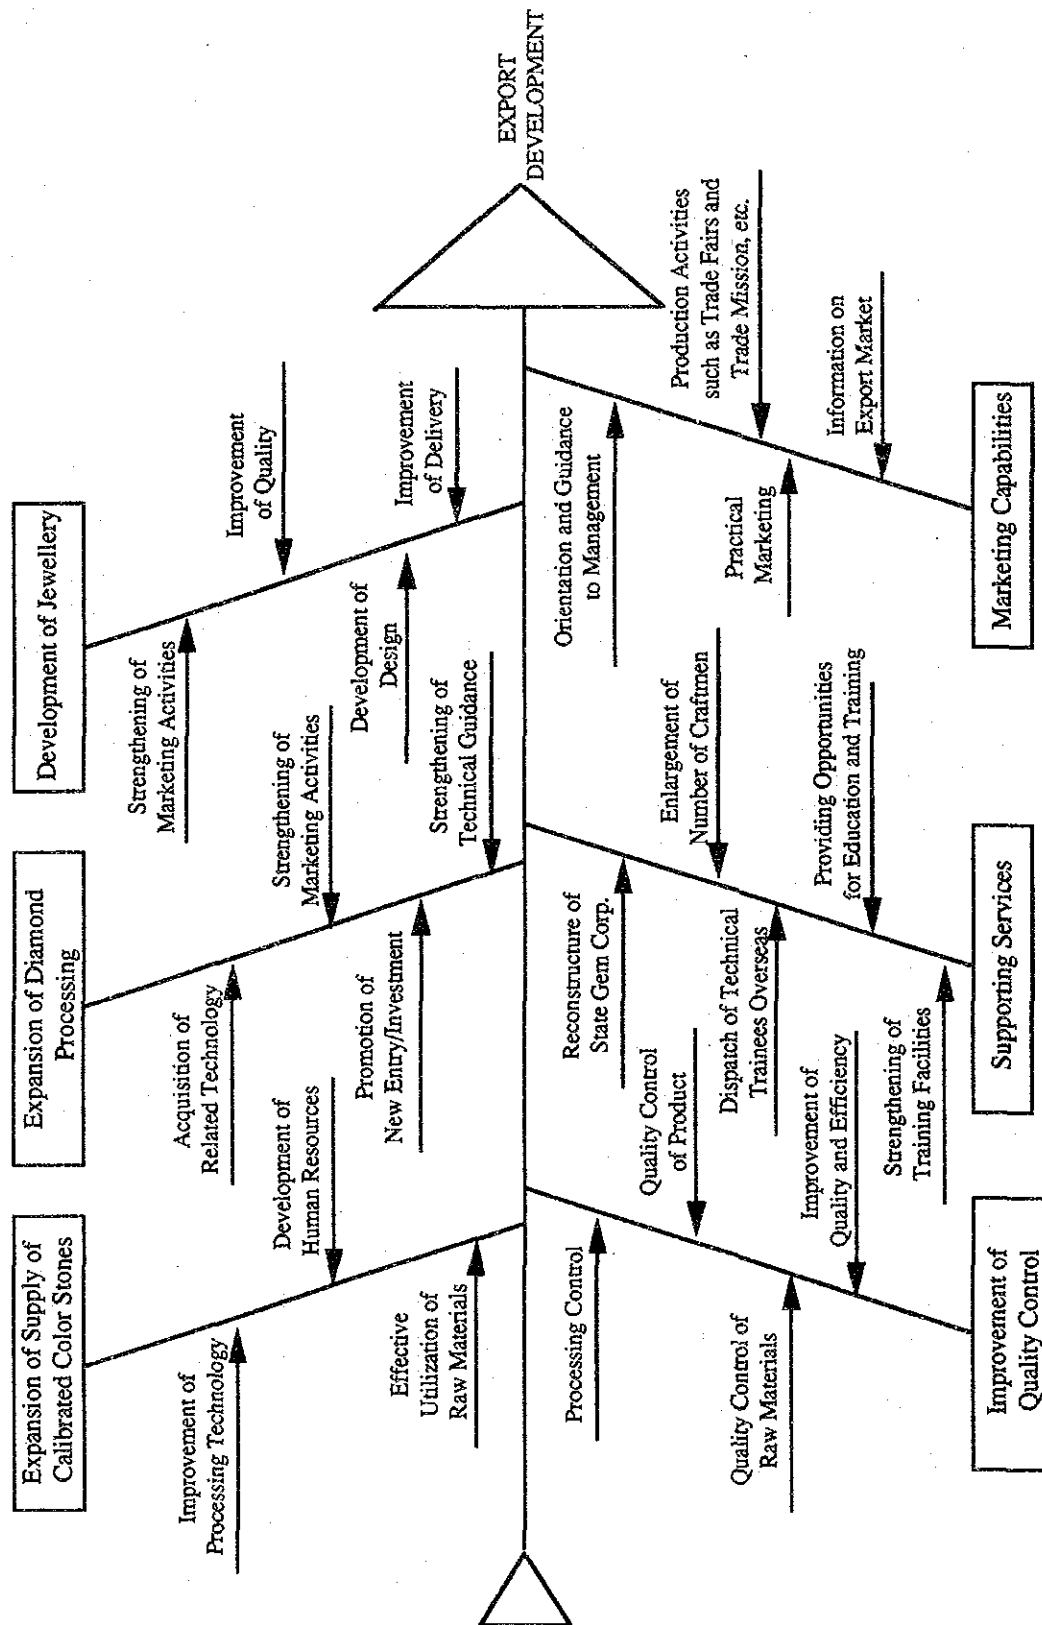 Expansion of Supply of
Calibrated Color Stones
Expansion of Diamond
Processing
Development of Jewellery
Improvement of
Processing Technology
Development of
Human Resources
Effective
Utilization of
Raw Materials
Acquisition of
Related Technology
Strengthening of
Marketing Activities
Promotion of
New Entry/Investment
Strengthening of
Technical Guidance
Strengthening of
Marketing Activities
Improvement
of Quality
Development of
Design
Improvement
of Delivery
EXPORT
DEVELOPMENT
Processing Control
Quality Control
of Product
Quality Control of
Raw Materials
Improvement of
Quality and Efficiency
Reconstructure of
State Gem Corp.
Enlargement of
Number of Craftmen
Dispatch of Technical
Trainees Overseas
Providing Opportunities
for Education and Training
Strengthening of
Training Facilities
Orientation and Guidance
to Management
Production Activities
such as Trade Fairs and
Trade Mission, etc.
Practical
Marketing
Information on
Export Market
Improvement of
Quality Control
Supporting Services
Marketing Capabilities